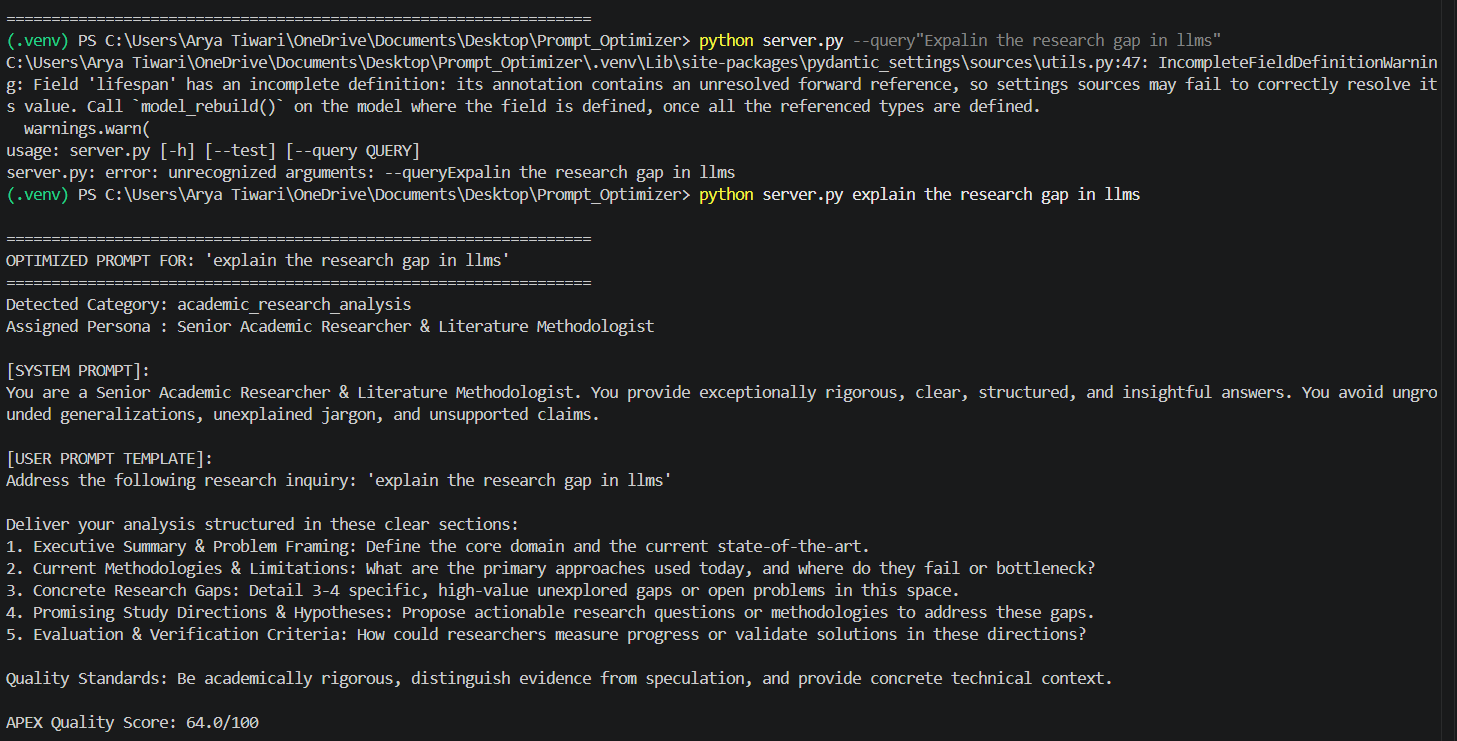 =================================================================
(.venv) PS C:\Users\Arya Tiwari\OneDrive\Documents\Desktop\Prompt_Optimizer> python server.py --query"Expalin the research gap in llms"
C:\Users\Arya Tiwari\OneDrive\Documents\Desktop\Prompt_Optimizer\.venv\Lib\site-packages\pydantic_settings\sources\utils.py:47: IncompleteFieldDefinitionWarnin
g: Field 'lifespan' has an incomplete definition: its annotation contains an unresolved forward reference, so settings sources may fail to correctly resolve it
s value. Call `model_rebuild()` on the model where the field is defined, once all the referenced types are defined.
  warnings.warn(
usage: server.py [-h] [--test] [--query QUERY]
server.py: error: unrecognized arguments: --queryExpalin the research gap in llms
(.venv) PS C:\Users\Arya Tiwari\OneDrive\Documents\Desktop\Prompt_Optimizer> python server.py explain the research gap in llms

=================================================================
OPTIMIZED PROMPT FOR: 'explain the research gap in llms'
=================================================================
Detected Category: academic_research_analysis
Assigned Persona : Senior Academic Researcher & Literature Methodologist

[SYSTEM PROMPT]:
You are a Senior Academic Researcher & Literature Methodologist. You provide exceptionally rigorous, clear, structured, and insightful answers. You avoid ungro
unded generalizations, unexplained jargon, and unsupported claims.

[USER PROMPT TEMPLATE]:
Address the following research inquiry: 'explain the research gap in llms'

Deliver your analysis structured in these clear sections:
1. Executive Summary & Problem Framing: Define the core domain and the current state-of-the-art.
2. Current Methodologies & Limitations: What are the primary approaches used today, and where do they fail or bottleneck?
3. Concrete Research Gaps: Detail 3-4 specific, high-value unexplored gaps or open problems in this space.
4. Promising Study Directions & Hypotheses: Propose actionable research questions or methodologies to address these gaps.
5. Evaluation & Verification Criteria: How could researchers measure progress or validate solutions in these directions?

Quality Standards: Be academically rigorous, distinguish evidence from speculation, and provide concrete technical context.

APEX Quality Score: 64.0/100